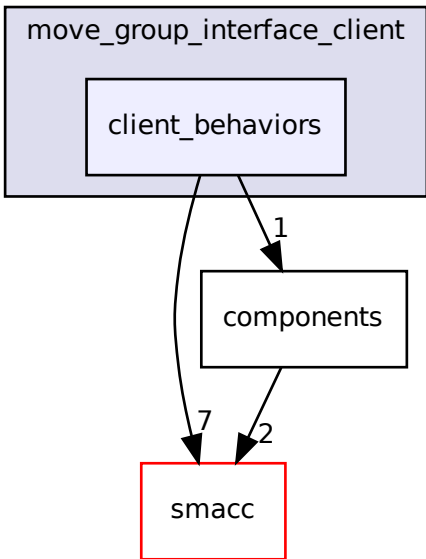 move_group_interface_client
client_behaviors
1
components
7
2
smacc